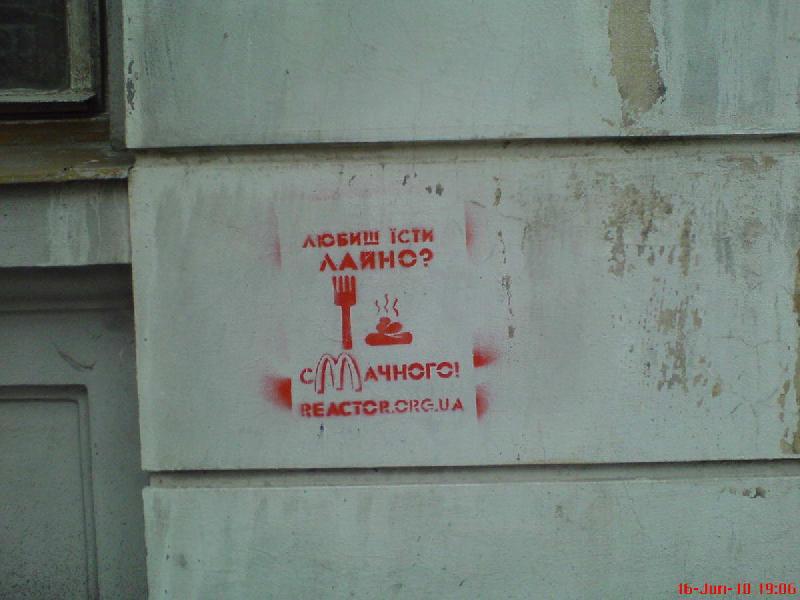 ЛЮБИШ ЇСТИ
ЛАЙНО?
СМАЧНОГО!
REACTOR.ORG.UA
16-Jun-10 19:06